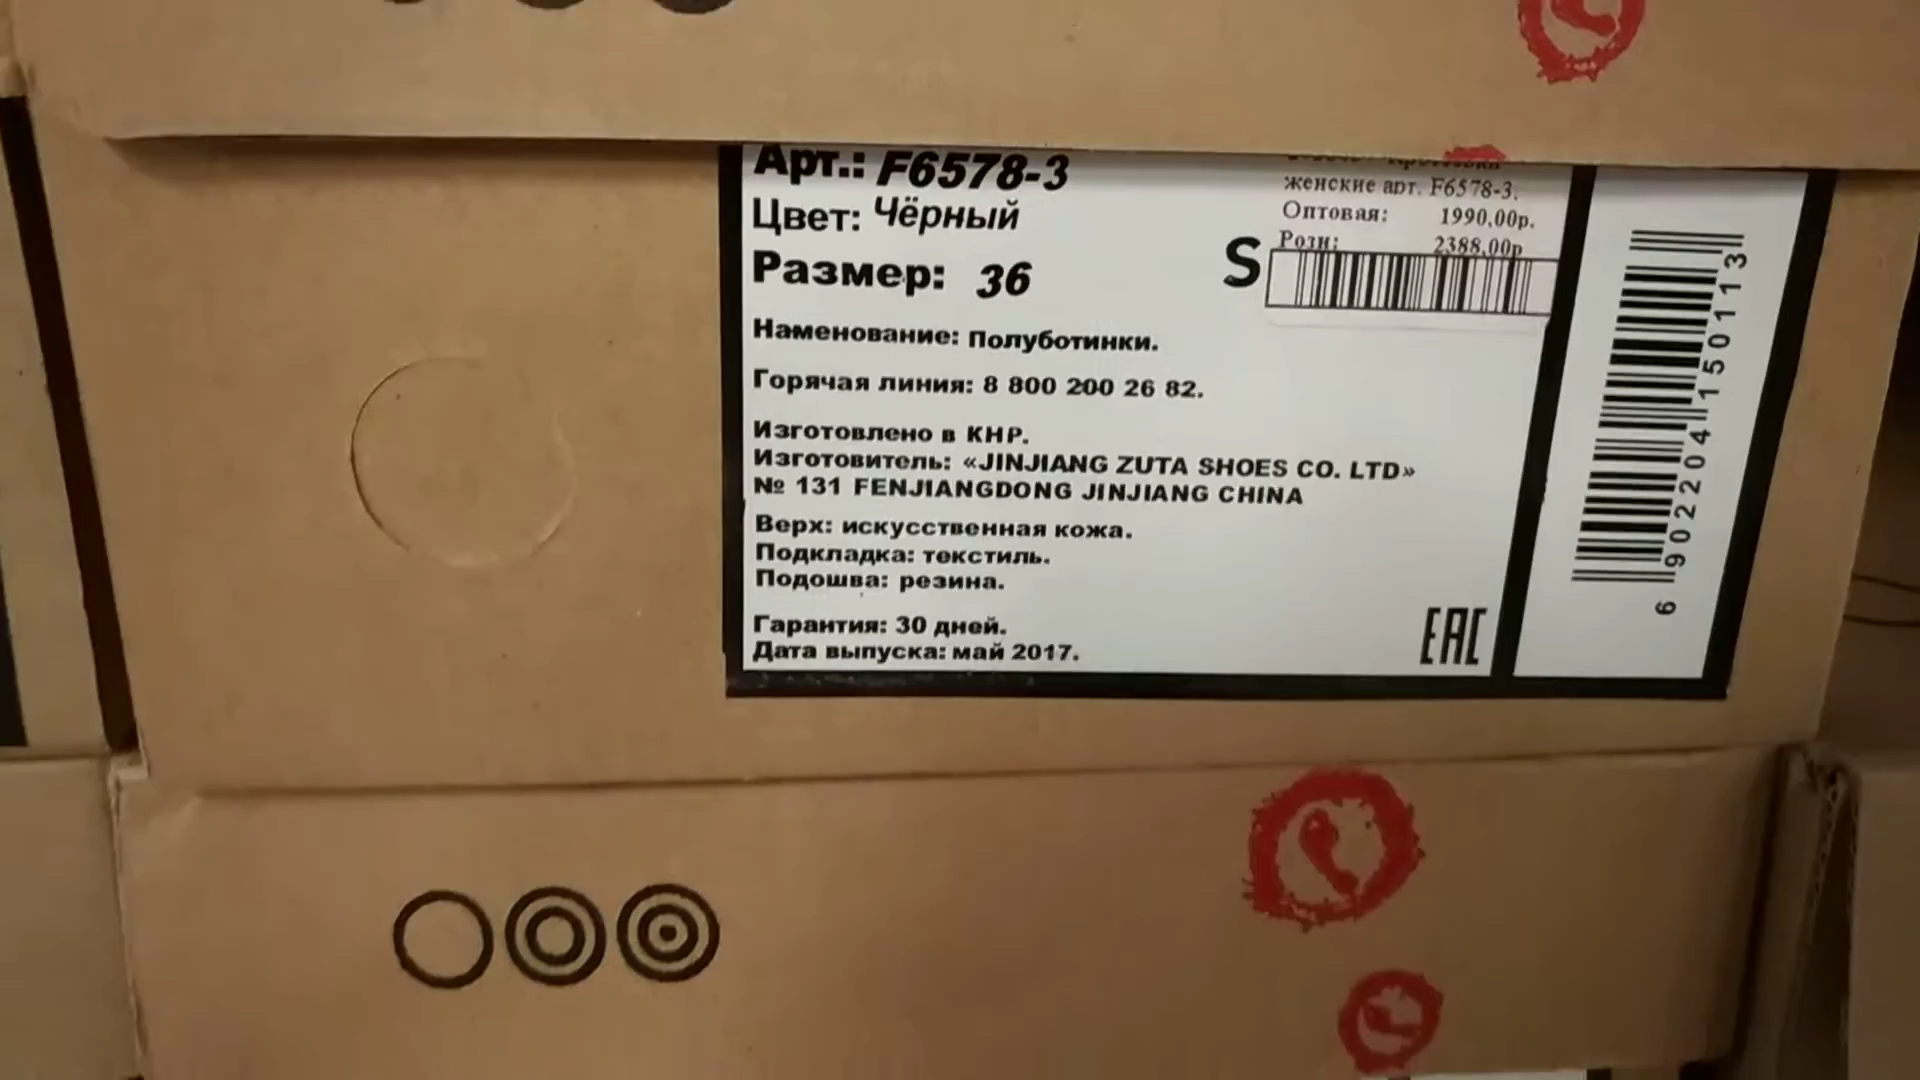 Арт.: F6578-3
Цвет: Чёрный
Размер: 36
Наменование: Полуботинки.
Горячая линия: 8 800 200 26 82.
Изготовлено в КНР.
Изготовитель: «JINJIANG ZUTA SHOES CO. LTD»
№ 131 FENJIANGDONG JINJIANG CHINA
Верх: искусственная кожа.
Подкладка: текстиль.
Подошва: резина.
Гарантия: 30 дней.
Дата выпуска: май 2017.
женские арт. F6578-3.
Оптовая: 1990,00р.
Розн: 2388,00р
S
EAC
6 902204 150113